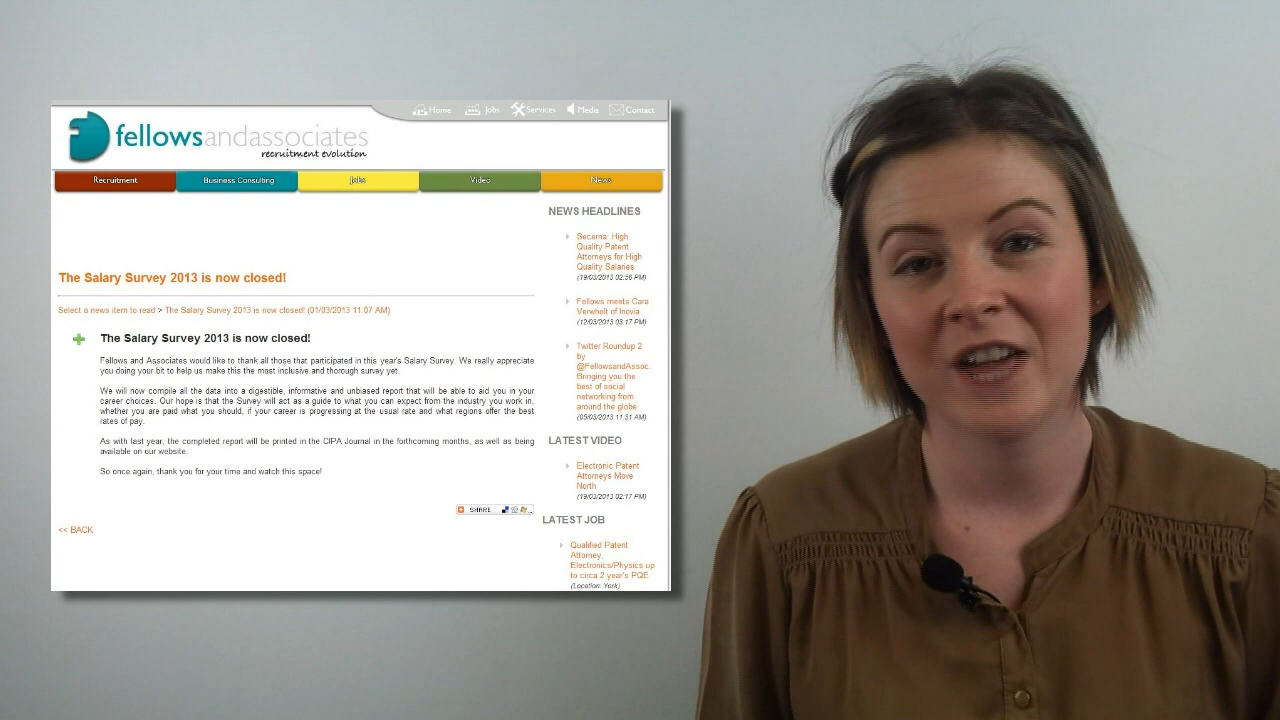 Home Jobs Services Media Contact
fellowsandassociates
recruitment evolution
Recruitment Business Consulting Jobs Video News
The Salary Survey 2013 is now closed!
Select a news item to read > The Salary Survey 2013 is now closed! (01/03/2013 11:07 AM)
The Salary Survey 2013 is now closed!
Fellows and Associates would like to thank all those that participated in this year's Salary Survey. We really appreciate
you doing your bit to help us make this the most inclusive and thorough survey yet.
We will now compile all the data into a digestible, informative and unbiased report that will be able to aid you in your
career choices. Our hope is that the Survey will act as a guide to what you can expect from the industry you work in,
whether you are paid what you should, if your career is progressing at the usual rate and what regions offer the best
rates of pay.
As with last year, the completed report will be printed in the CIPA Journal in the forthcoming months, as well as being
available on our website.
So once again, thank you for your time and watch this space!
SHARE
<< BACK
NEWS HEADLINES
Secerna: High
Quality Patent
Attorneys for High
Quality Salaries
(19/03/2013 02:56 PM)
Fellows meets Cara
Verwholt of Inovia
(12/03/2013 03:17 PM)
Twitter Roundup 2
by
@FellowsandAssoc.
Bringing you the
best of social
networking from
around the globe
(05/03/2013 11:31 AM)
LATEST VIDEO
Electronic Patent
Attorneys Move
North
(19/03/2013 02:17 PM)
LATEST JOB
Qualified Patent
Attorney,
Electronics/Physics up
to circa 2 year's PQE
(Location: York)